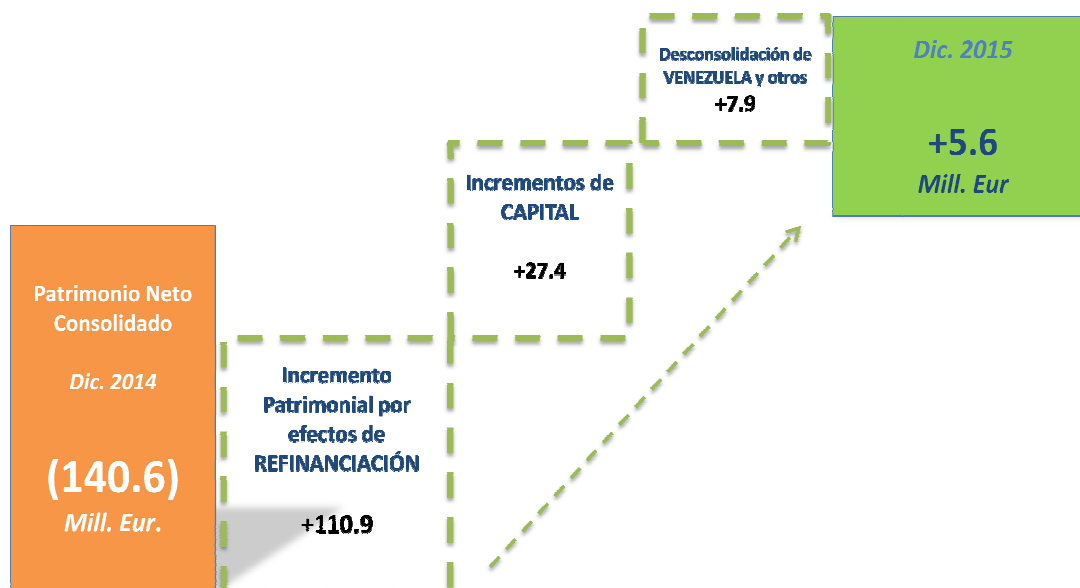 Patrimonio Neto
Consolidado
Dic. 2014
(140.6)
Mill. Eur.
Incremento
Patrimonial por
efectos de
REFINANCIACIÓN
+110.9
Incrementos de
CAPITAL
+27.4
Desconsolidación de
VENEZUELA y otros
+7.9
Dic. 2015
+5.6
Mill. Eur